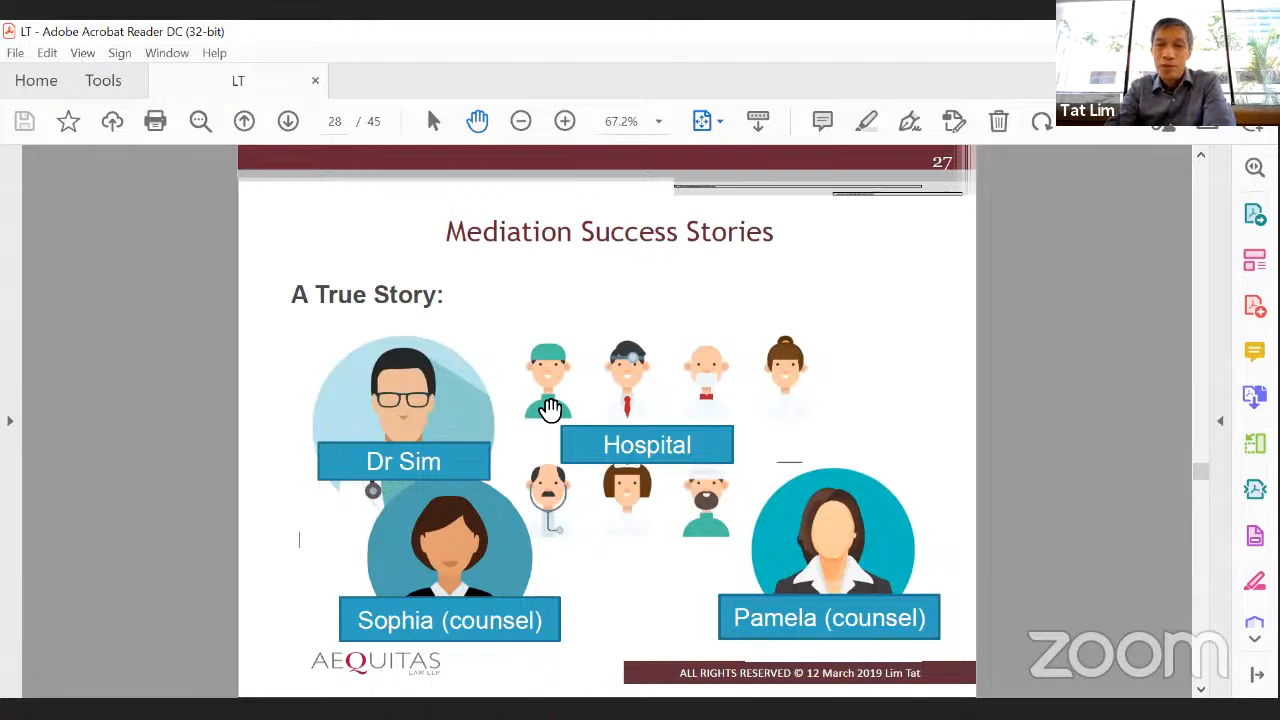 LT - Adobe Acrobat Reader DC (32-bit)
File Edit View Sign Window Help
Home Tools LT ×
28 / 45 67.2%
Tat Lim
27
Mediation Success Stories
A True Story:
Hospital
Dr Sim
Sophia (counsel)
Pamela (counsel)
AEQUITAS
LAW LLP
ALL RIGHTS RESERVED © 12 March 2019 Lim Tat
zoom